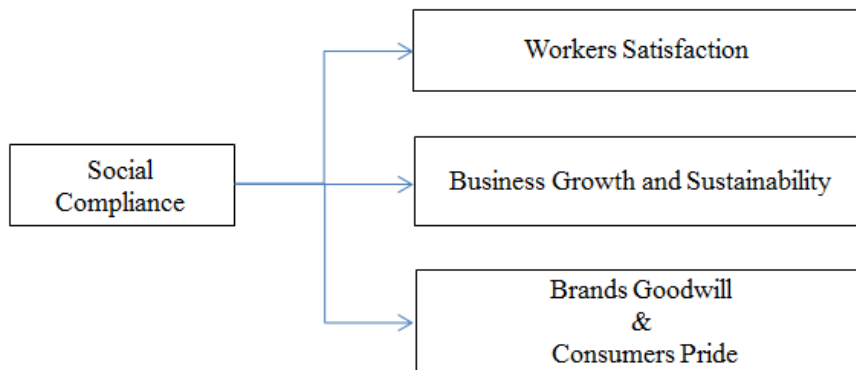 Workers Satisfaction
Social
Compliance
Business Growth and Sustainability
Brands Goodwill
&
Consumers Pride